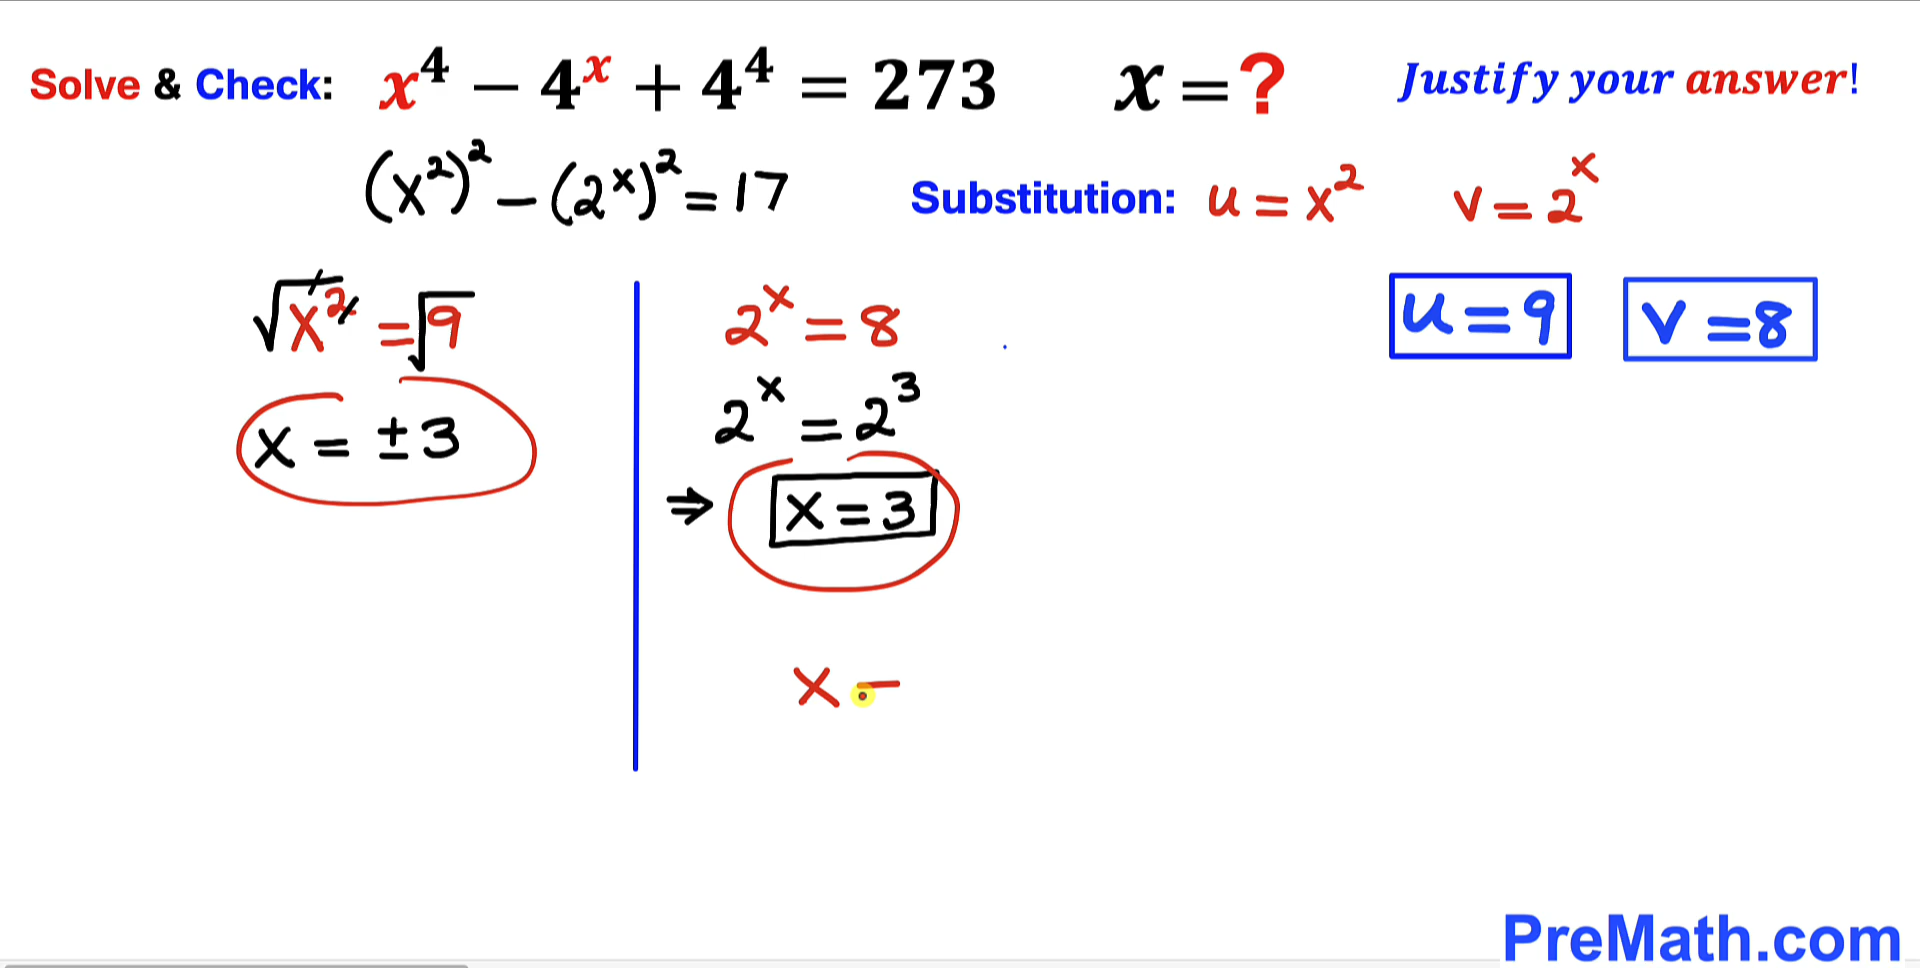 Solve & Check: x⁴ − 4ˣ + 4⁴ = 273 x = ? Justify your answer!
(x²)² − (2ˣ)² = 17 Substitution: u = x² v = 2ˣ
√x² = √9 2ˣ = 8 u = 9 v = 8
x = ±3 2ˣ = 2³
⇒ x = 3
x −
PreMath.com